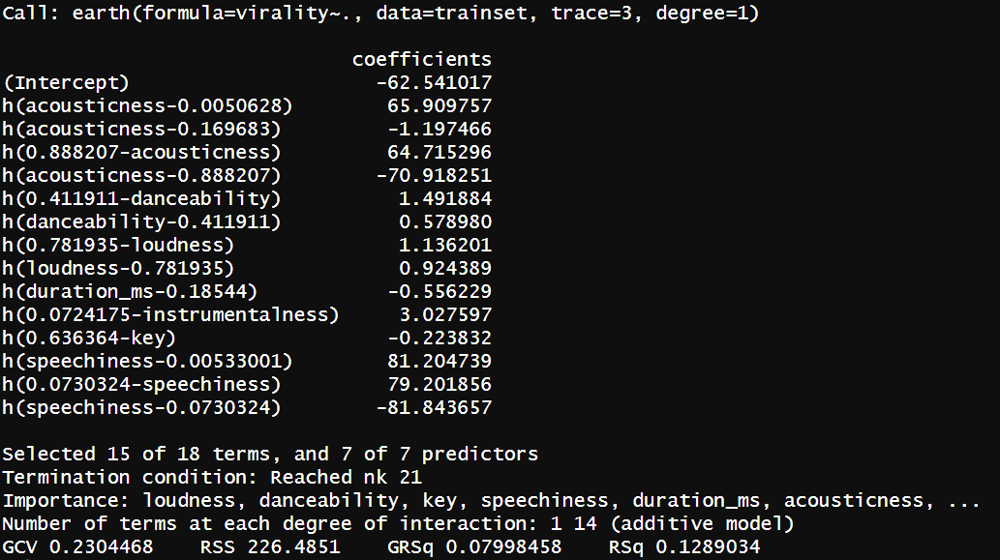 Call: earth(formula=virality~., data=trainset, trace=3, degree=1)
coefficients
(Intercept) -62.541017
h(acousticness-0.0050628) 65.909757
h(acousticness-0.169683) -1.197466
h(0.888207-acousticness) 64.715296
h(acousticness-0.888207) -70.918251
h(0.411911-danceability) 1.491884
h(danceability-0.411911) 0.578980
h(0.781935-loudness) 1.136201
h(loudness-0.781935) 0.924389
h(duration_ms-0.18544) -0.556229
h(0.0724175-instrumentalness) 3.027597
h(0.636364-key) -0.223832
h(speechiness-0.00533001) 81.204739
h(0.0730324-speechiness) 79.201856
h(speechiness-0.0730324) -81.843657
Selected 15 of 18 terms, and 7 of 7 predictors
Termination condition: Reached nk 21
Importance: loudness, danceability, key, speechiness, duration_ms, acousticness, ...
Number of terms at each degree of interaction: 1 14 (additive model)
GCV 0.2304468 RSS 226.4851 GRSq 0.07998458 RSq 0.1289034